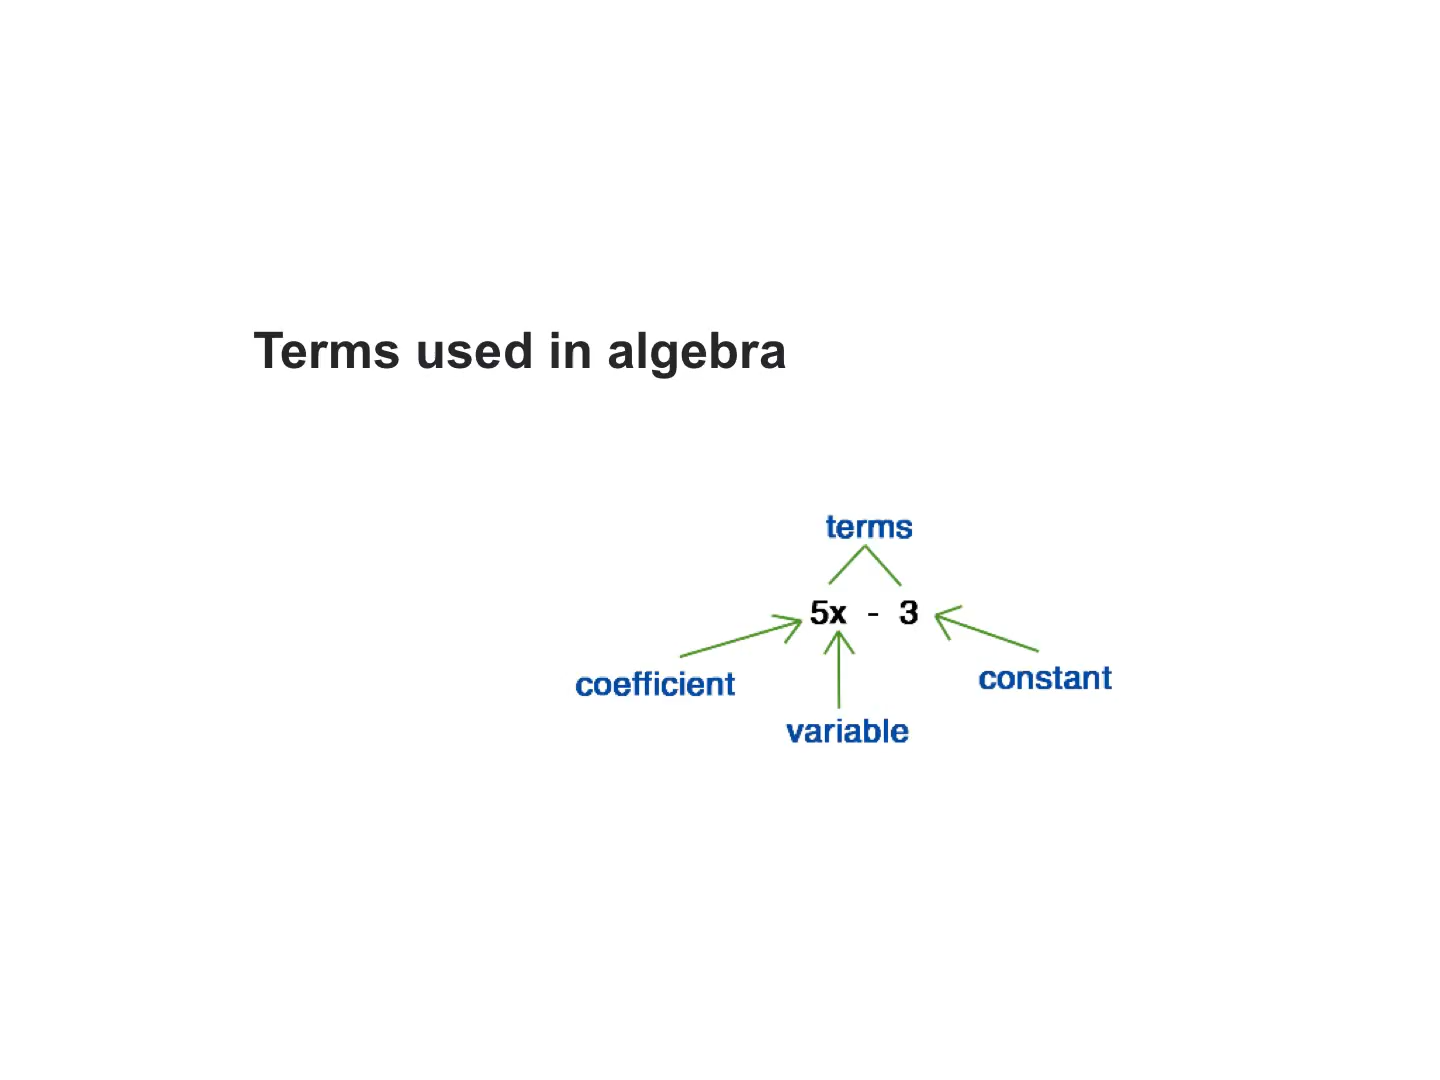 Terms used in algebra
terms
5x - 3
coefficient
constant
variable